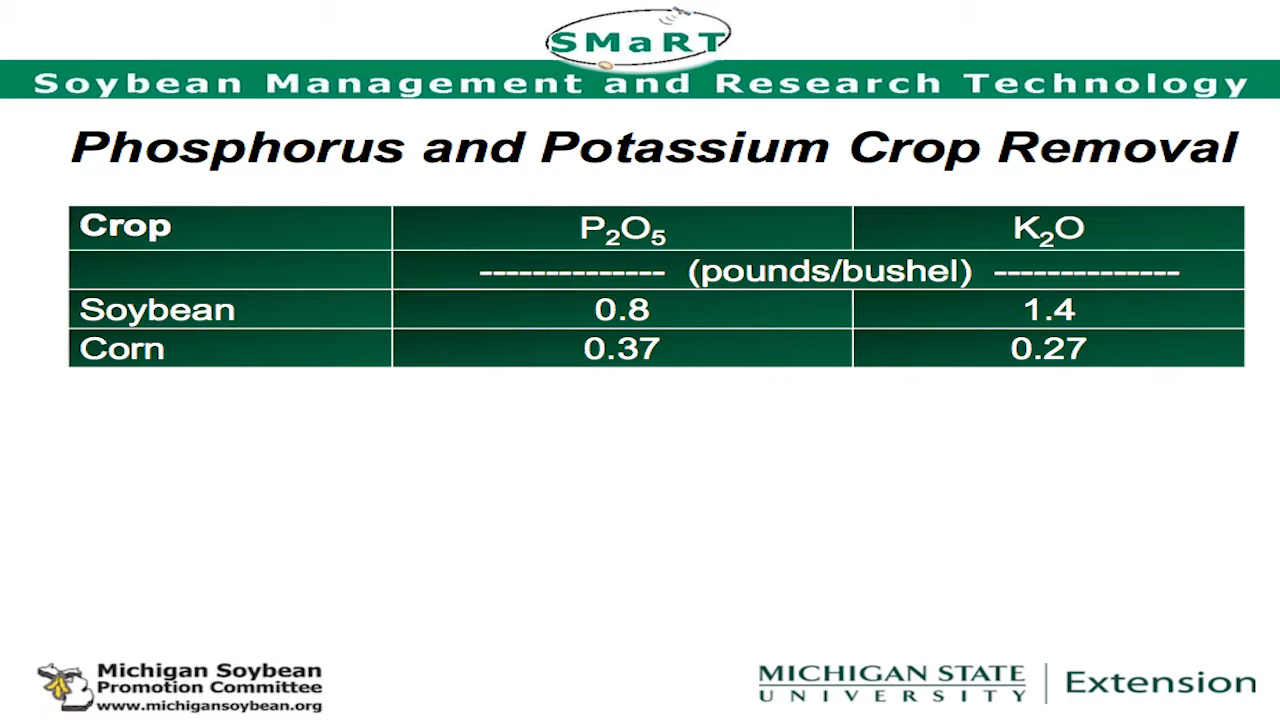 SMaRT
Soybean Management and Research Technology
Phosphorus and Potassium Crop Removal
Crop P₂O₅ K₂O
-------------- (pounds/bushel) --------------
Soybean 0.8 1.4
Corn 0.37 0.27
Michigan Soybean
Promotion Committee
www.michigansoybean.org
MICHIGAN STATE
UNIVERSITY
Extension